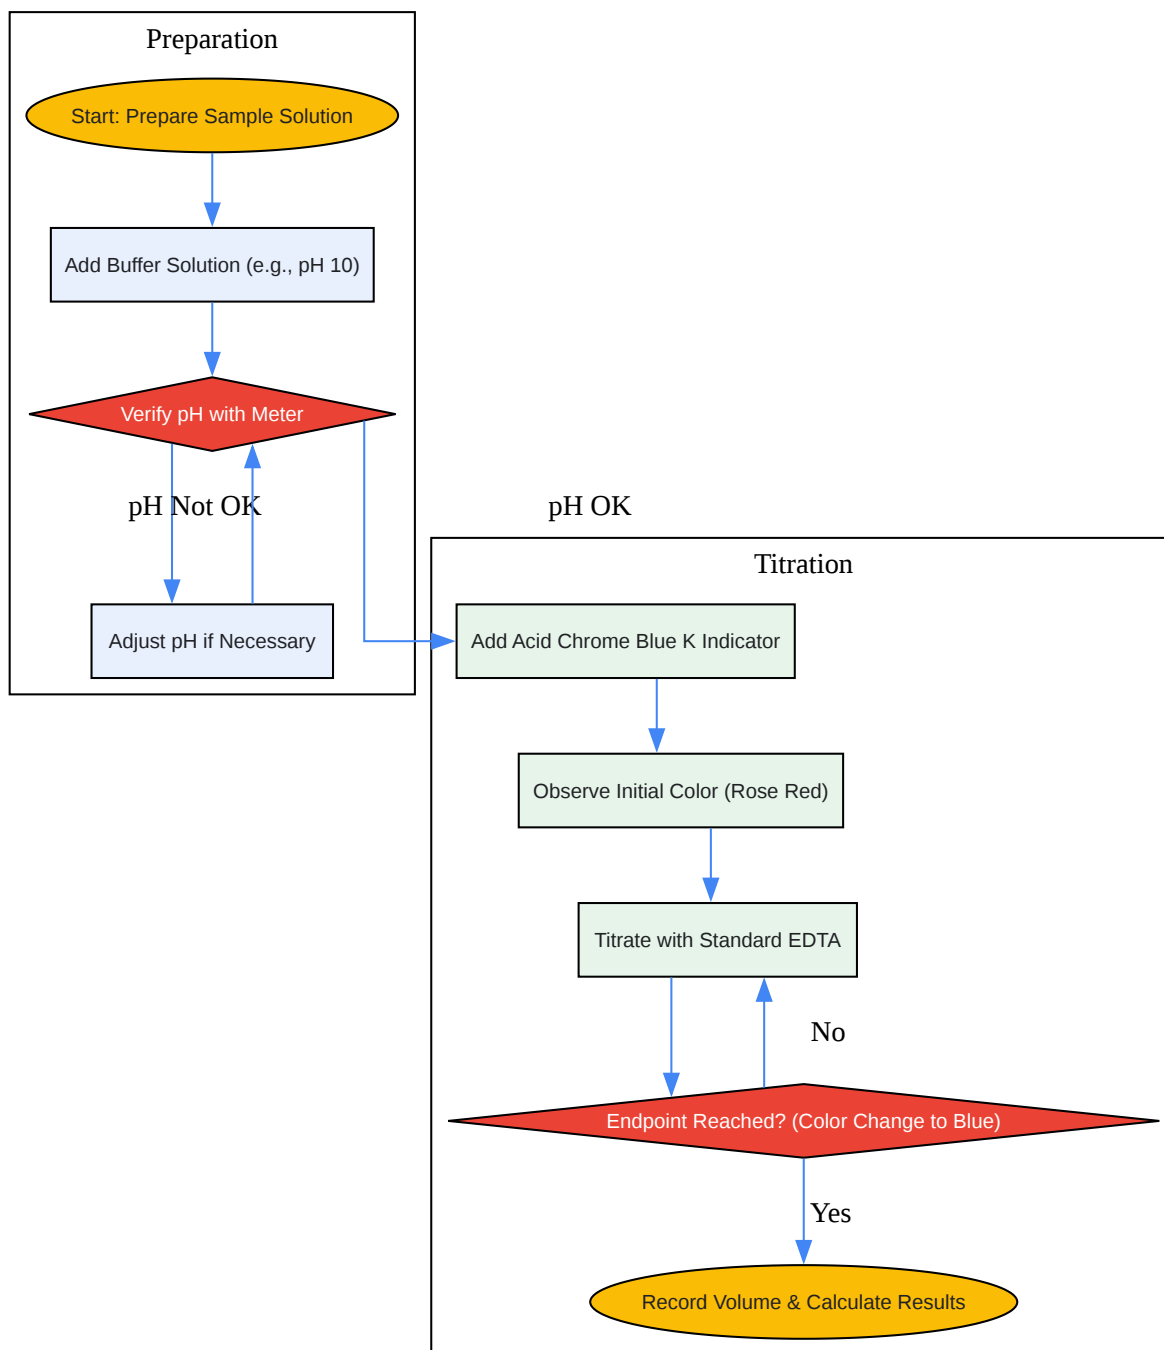 Preparation
Start: Prepare Sample Solution
Add Buffer Solution (e.g., pH 10)
Verify pH with Meter
pH Not OK
pH OK
Adjust pH if Necessary
Titration
Add Acid Chrome Blue K Indicator
Observe Initial Color (Rose Red)
Titrate with Standard EDTA
No
Endpoint Reached? (Color Change to Blue)
Yes
Record Volume & Calculate Results